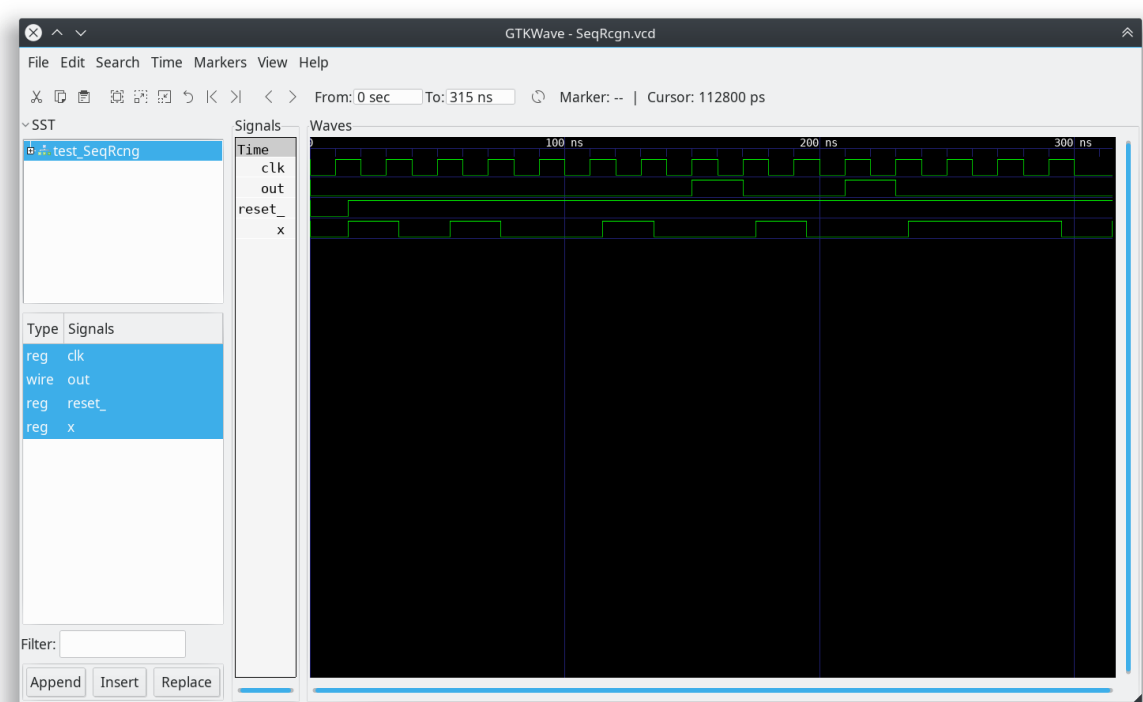 GTKWave - SeqRcgn.vcd
File Edit Search Time Markers View Help
From: 0 sec To: 315 ns Marker: -- | Cursor: 112800 ps
SST
test_SeqRcng
Type Signals
reg clk
wire out
reg reset_
reg x
Filter:
Append Insert Replace
Signals
Time
clk
out
reset_
x
Waves
0 100 ns 200 ns 300 ns